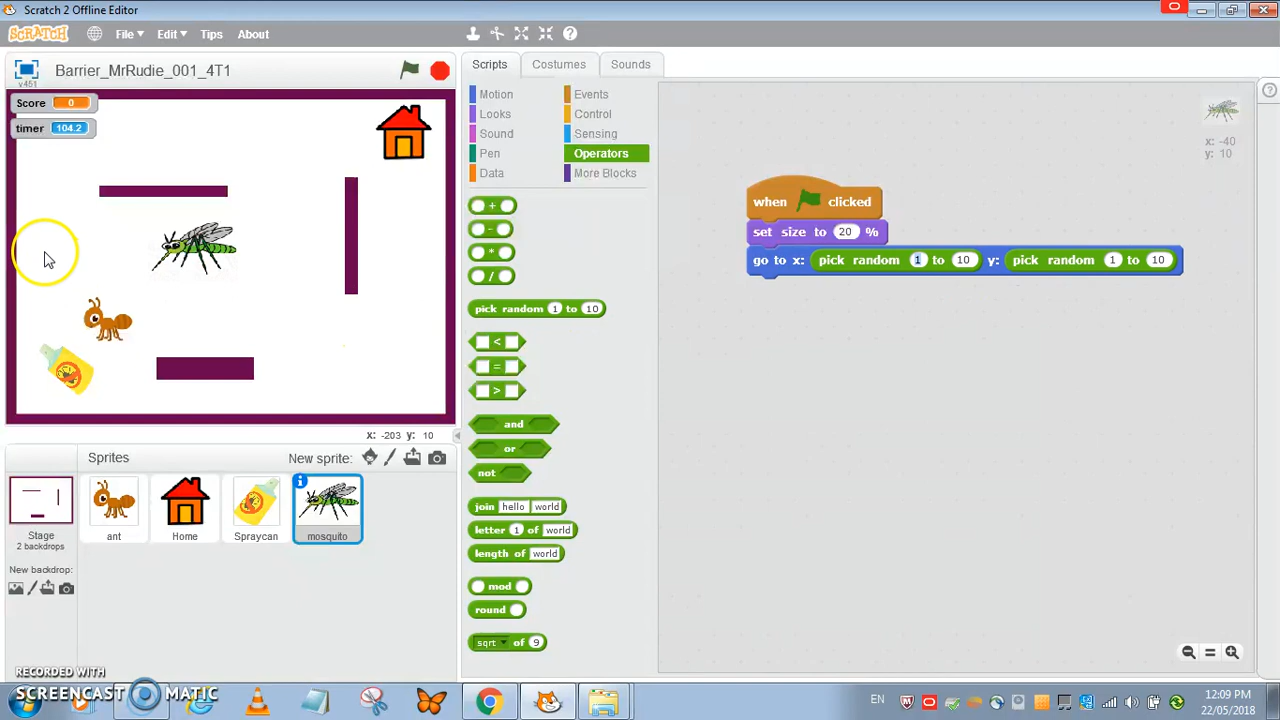 Scratch 2 Offline Editor
SCRATCH File Edit Tips About
v451 Barrier_MrRudie_001_4T1
Scripts Costumes Sounds
Score 0
timer 104.2
Motion Events
Looks Control
Sound Sensing
Pen Operators
Data More Blocks
+
-
*
/
pick random 1 to 10
<
=
>
and
or
not
join hello world
letter 1 of world
length of world
mod
round
sqrt of 9
when clicked
set size to 20 %
go to x: pick random 1 to 10 y: pick random 1 to 10
x: -40
y: 10
x: -203 y: 10
Sprites New sprite:
Stage
2 backdrops
New backdrop:
ant Home Spraycan mosquito
RECORDED WITH
SCREENCAST MATIC
EN
12:09 PM
22/05/2018